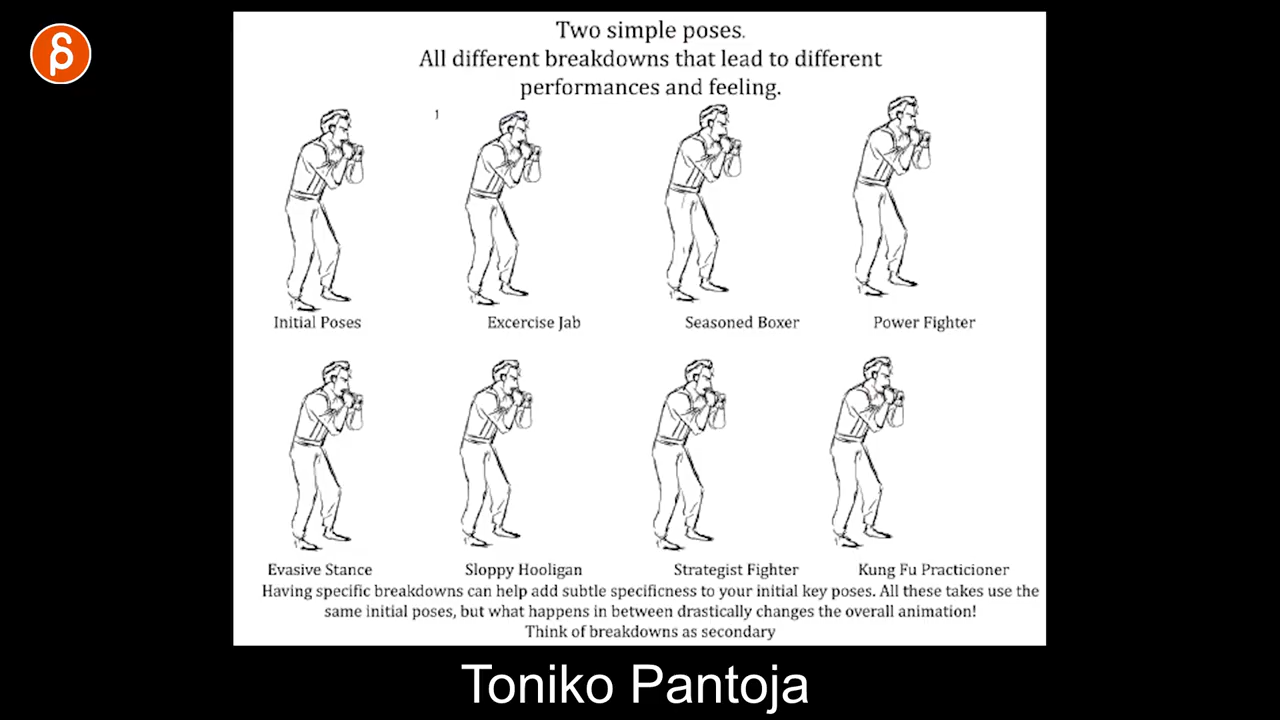 Two simple poses.
All different breakdowns that lead to different
performances and feeling.
1
Initial Poses
Excercise Jab
Seasoned Boxer
Power Fighter
Evasive Stance
Sloppy Hooligan
Strategist Fighter
Kung Fu Practicioner
Having specific breakdowns can help add subtle specificness to your initial key poses. All these takes use the
same initial poses, but what happens in between drastically changes the overall animation!
Think of breakdowns as secondary
Toniko Pantoja